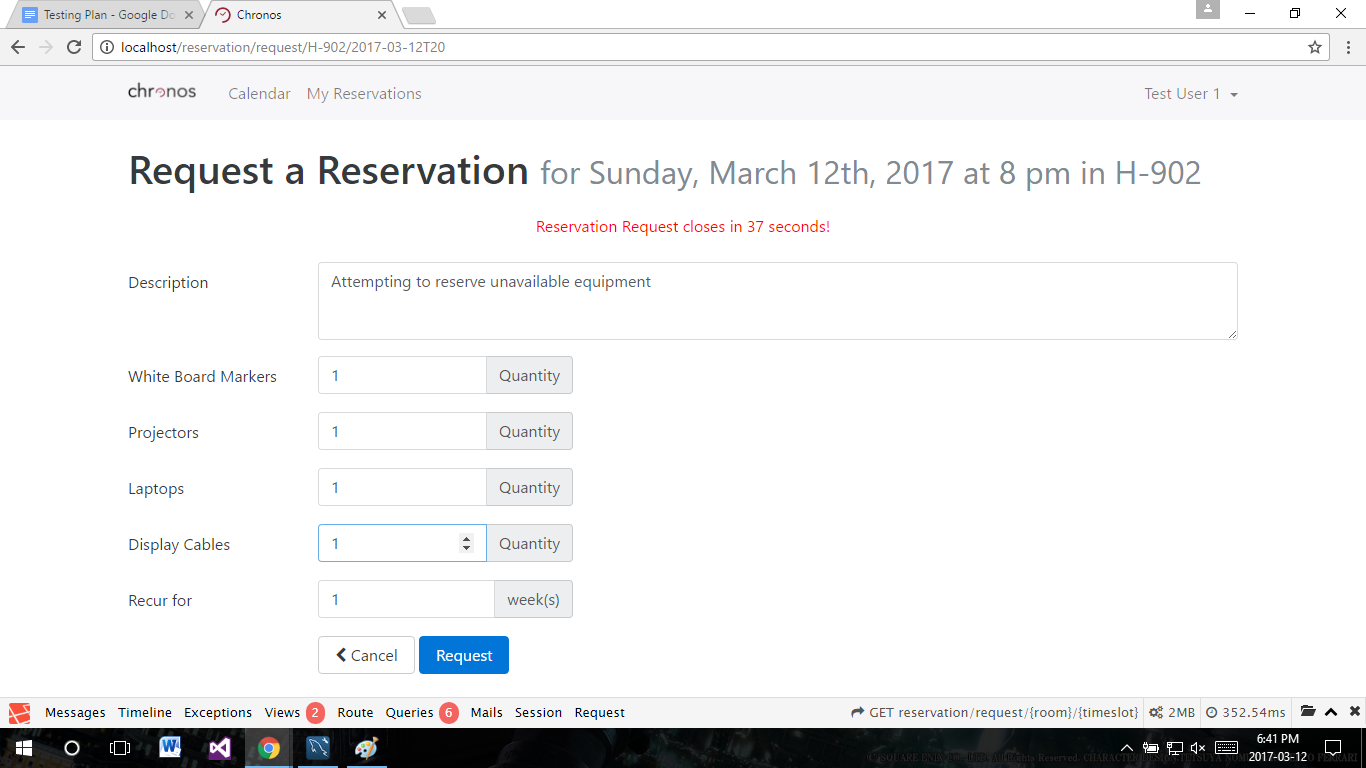 Testing Plan - Google Do
Chronos
localhost/reservation/request/H-902/2017-03-12T20
chronos
Calendar
My Reservations
Test User 1
Request a Reservation for Sunday, March 12th, 2017 at 8 pm in H-902
Reservation Request closes in 37 seconds!
Description
Attempting to reserve unavailable equipment
White Board Markers 1 Quantity
Projectors 1 Quantity
Laptops 1 Quantity
Display Cables 1 Quantity
Recur for 1 week(s)
Cancel Request
Messages Timeline Exceptions Views 2 Route Queries 6 Mails Session Request GET reservation/request/{room}/{timeslot} 2MB 352.54ms
6:41 PM
2017-03-12